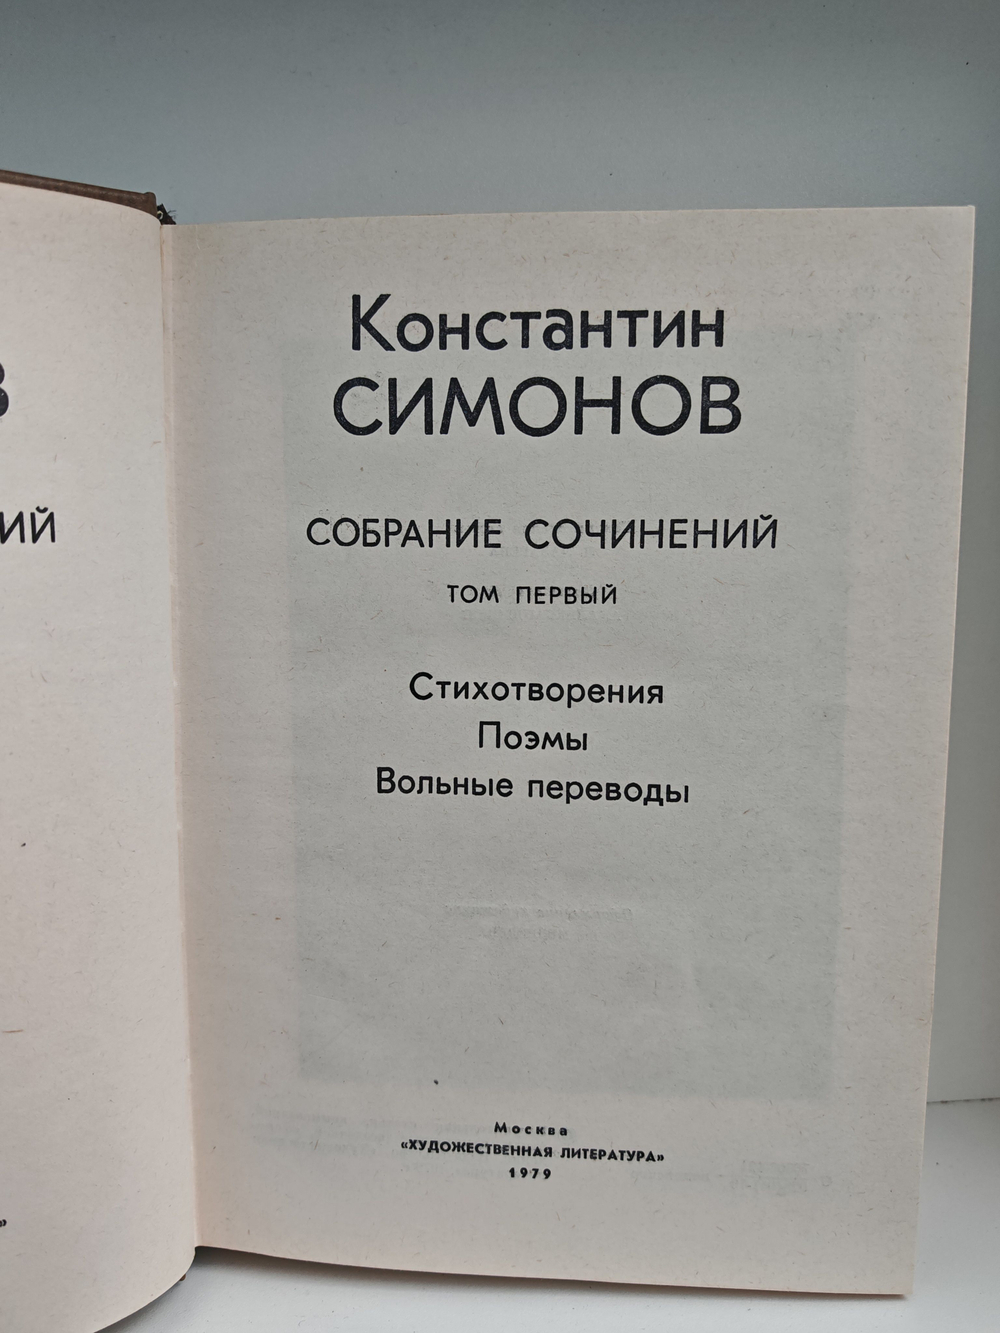 Константин
СИМОНОВ
СОБРАНИЕ СОЧИНЕНИЙ
ТОМ ПЕРВЫЙ
Стихотворения
Поэмы
Вольные переводы
Москва
«ХУДОЖЕСТВЕННАЯ ЛИТЕРАТУРА»
1979